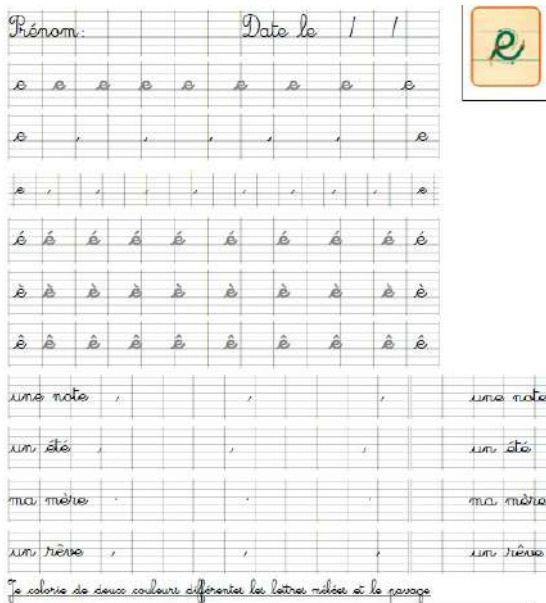 Prénom: Date le / /
e
e e e e e e e e e
e e
e e
é é é é é é é é é é
è è è è è è è è è è
ê ê ê ê ê ê ê ê ê ê
une note une note
un été un été
ma mère ma mère
un rêve un rêve
Je colorie de deux couleurs différentes les lettres mêlées et le pavage